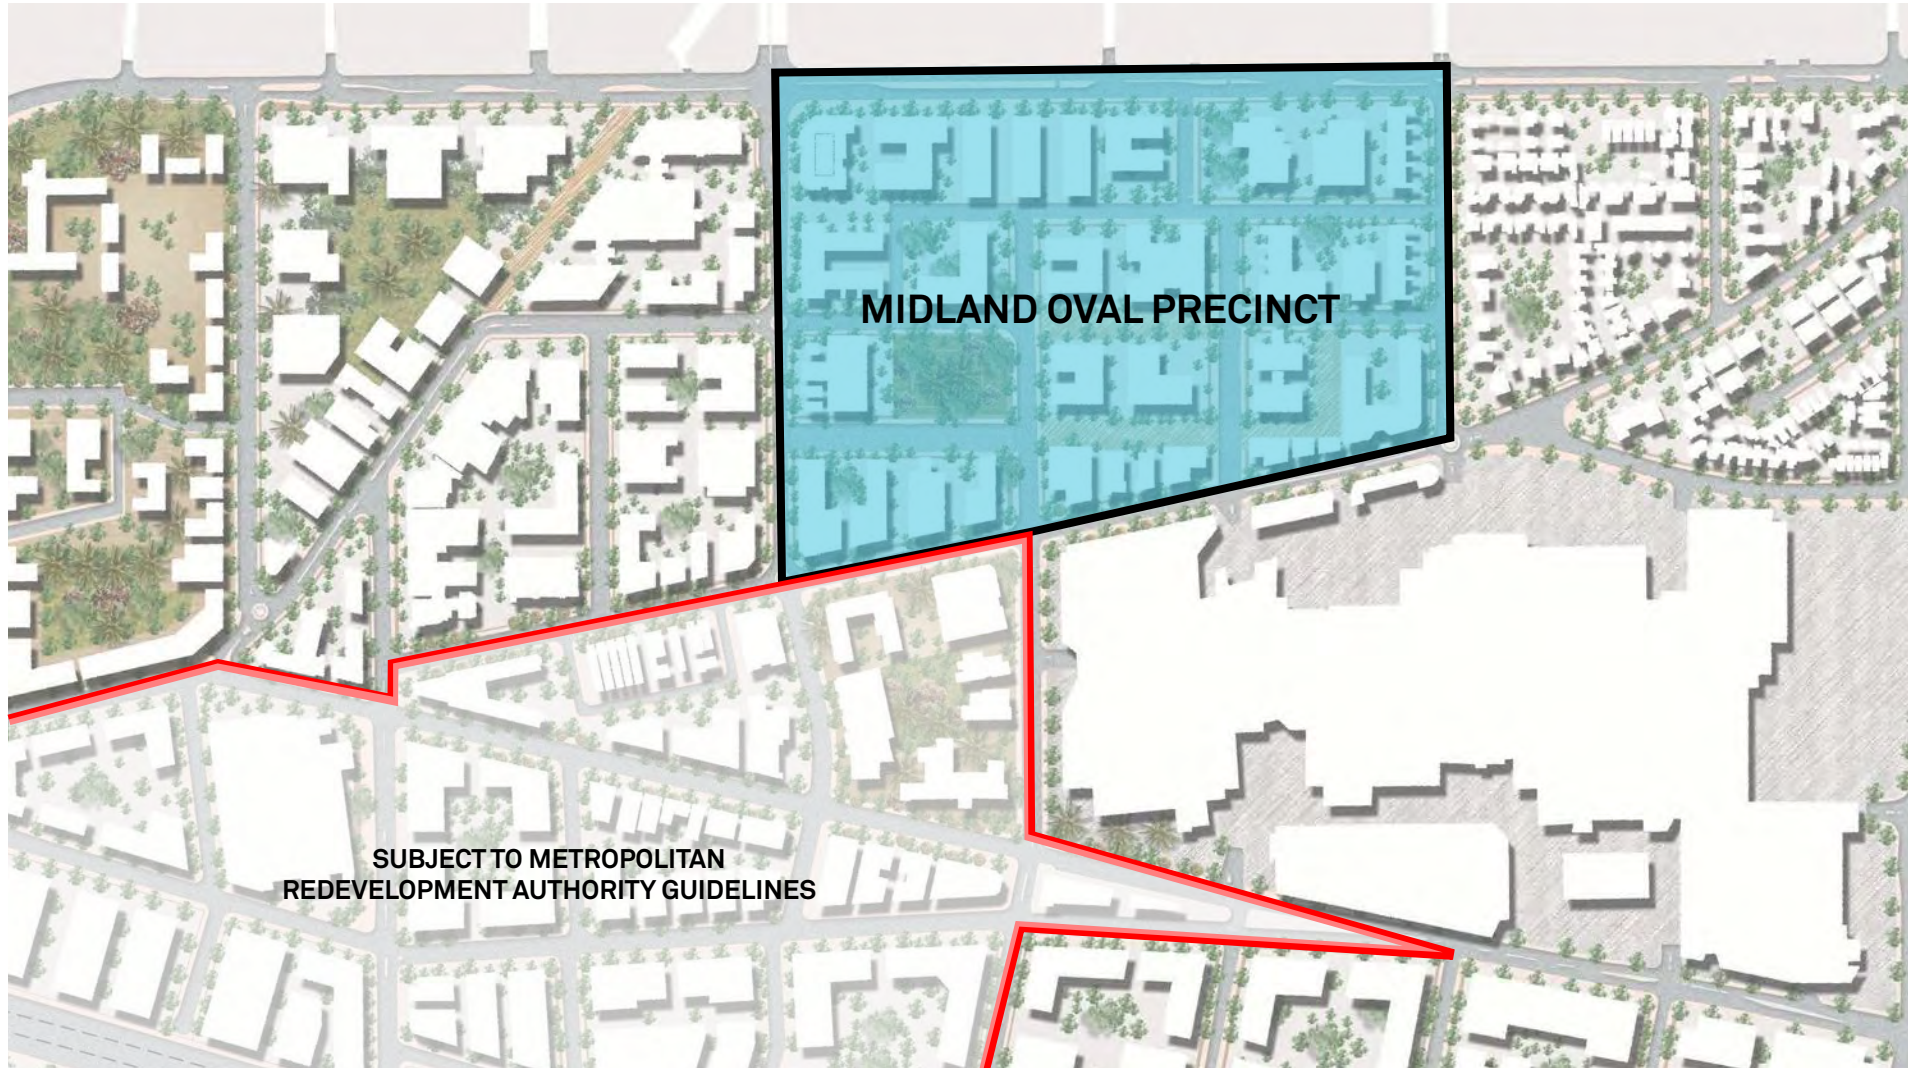 MIDLAND OVAL PRECINCT
SUBJECT TO METROPOLITAN
REDEVELOPMENT AUTHORITY GUIDELINES